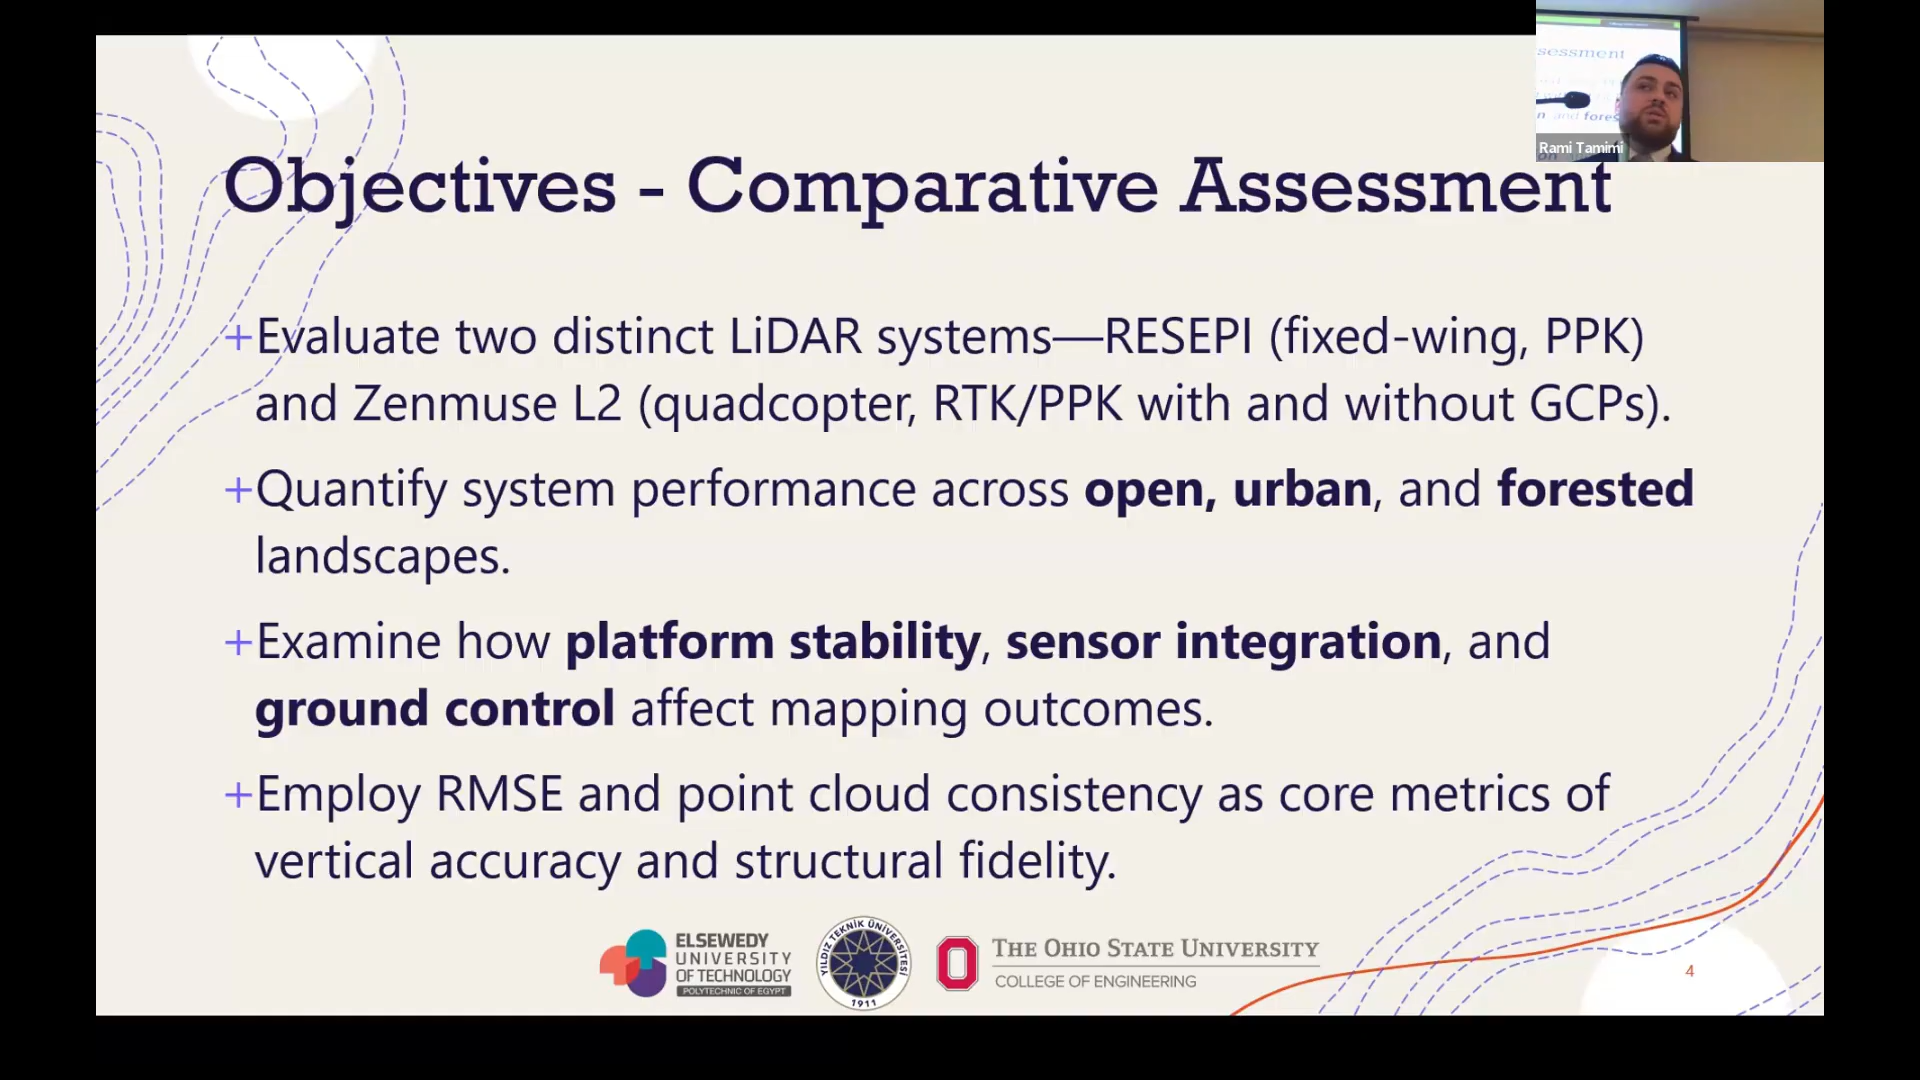 sessment
n and fores
Rami Tamimi
Objectives - Comparative Assessment
+Evaluate two distinct LiDAR systems—RESEPI (fixed-wing, PPK)
and Zenmuse L2 (quadcopter, RTK/PPK with and without GCPs).
+Quantify system performance across open, urban, and forested
landscapes.
+Examine how platform stability, sensor integration, and
ground control affect mapping outcomes.
+Employ RMSE and point cloud consistency as core metrics of
vertical accuracy and structural fidelity.
ELSEWEDY
UNIVERSITY
OF TECHNOLOGY
POLYTECHNIC OF EGYPT
YILDIZ TEKNİK ÜNİVERSİTESİ
1911
THE OHIO STATE UNIVERSITY
COLLEGE OF ENGINEERING
4